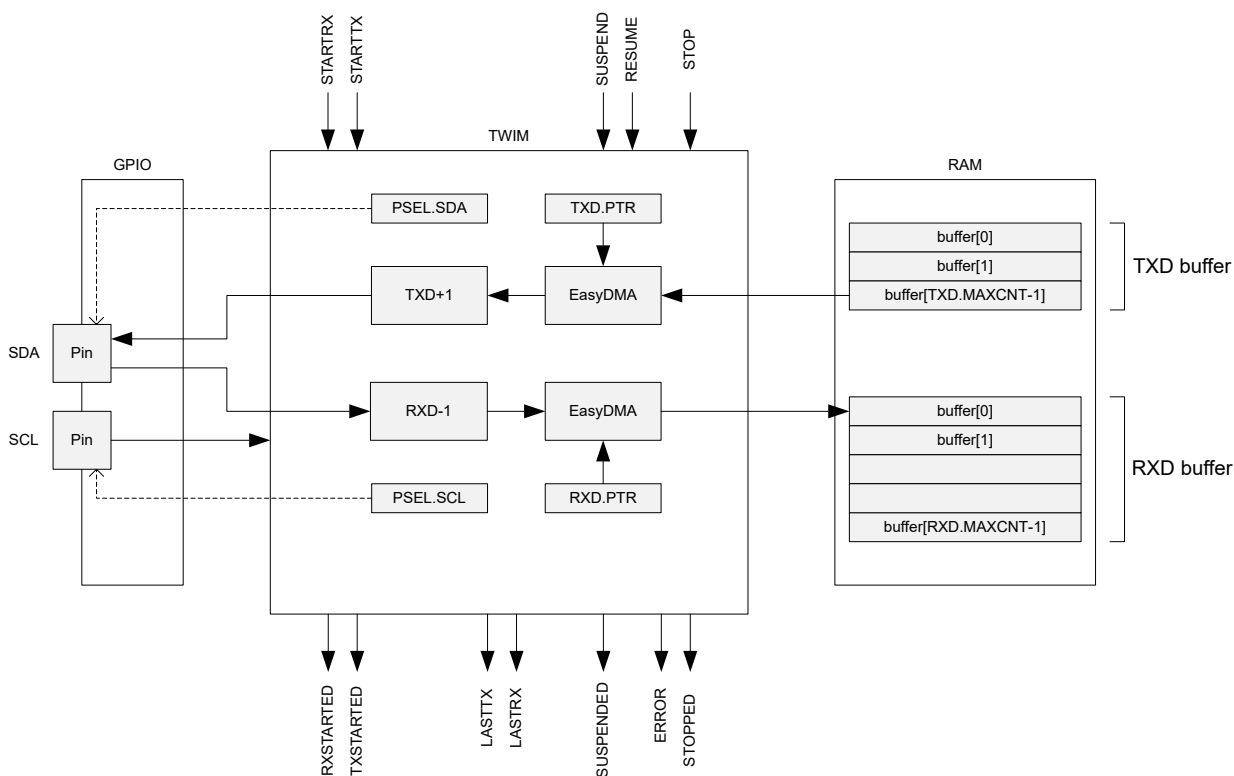 STARTRX
STARTTX
SUSPEND
RESUME
STOP
TWIM
GPIO
RAM
PSEL.SDA
TXD.PTR
buffer[0]
buffer[1]
buffer[TXD.MAXCNT-1]
TXD buffer
TXD+1
EasyDMA
SDA
Pin
RXD-1
EasyDMA
buffer[0]
buffer[1]
buffer[RXD.MAXCNT-1]
RXD buffer
SCL
Pin
PSEL.SCL
RXD.PTR
RXSTARTED
TXSTARTED
LASTTX
LASTRX
SUSPENDED
ERROR
STOPPED